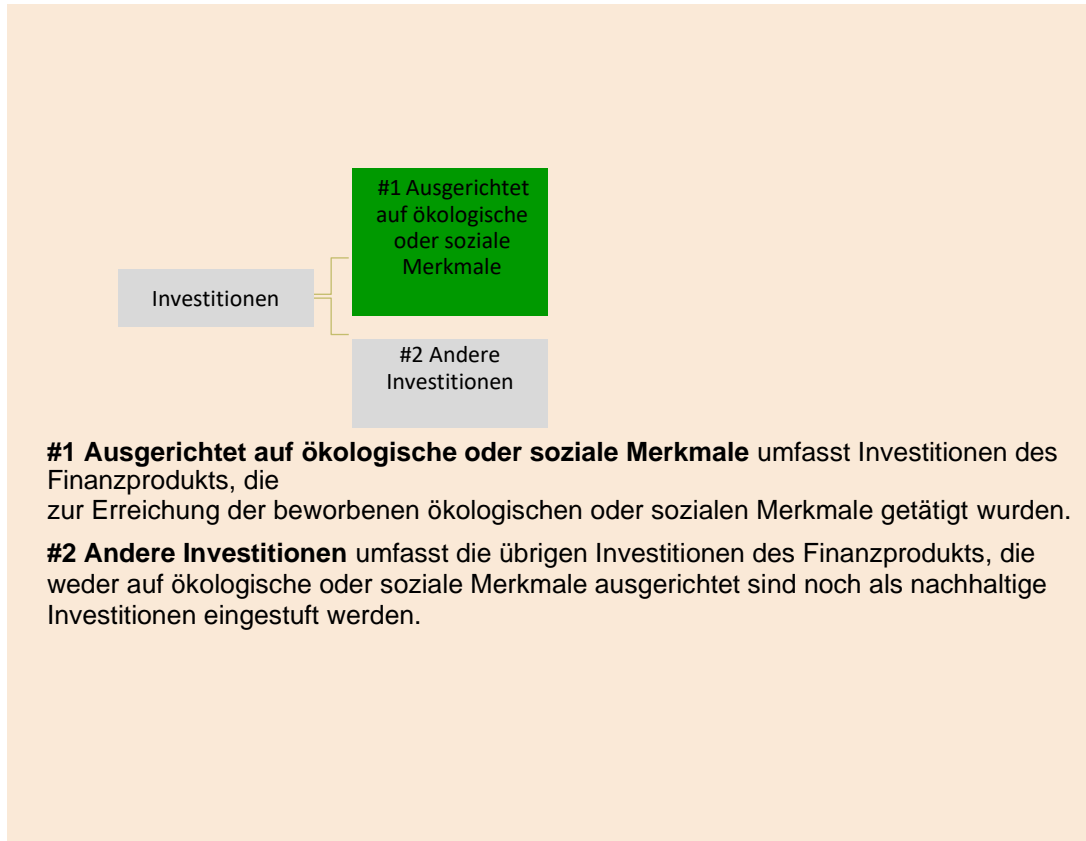 #1 Ausgerichtet
auf ökologische
oder soziale
Merkmale
Investitionen
#2 Andere
Investitionen
#1 Ausgerichtet auf ökologische oder soziale Merkmale umfasst Investitionen des
Finanzprodukts, die
zur Erreichung der beworbenen ökologischen oder sozialen Merkmale getätigt wurden.
#2 Andere Investitionen umfasst die übrigen Investitionen des Finanzprodukts, die
weder auf ökologische oder soziale Merkmale ausgerichtet sind noch als nachhaltige
Investitionen eingestuft werden.